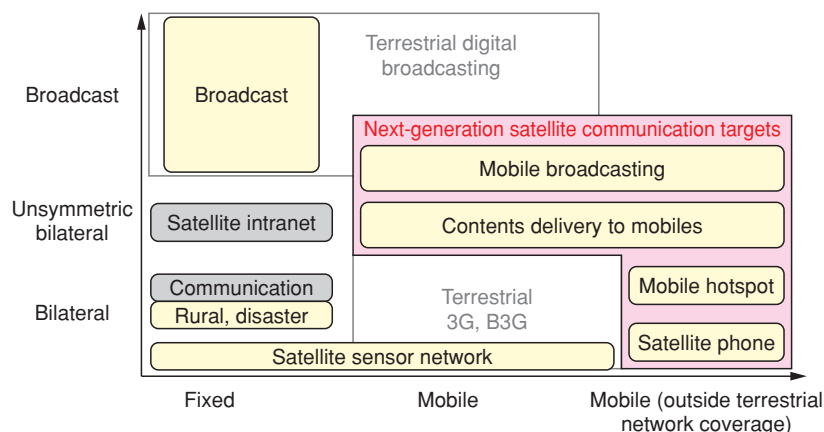 Terrestrial digital
broadcasting
Broadcast
Broadcast
Next-generation satellite communication targets
Mobile broadcasting
Unsymmetric
bilateral
Satellite intranet
Contents delivery to mobiles
Communication
Mobile hotspot
Bilateral
Rural, disaster
Terrestrial
3G, B3G
Satellite phone
Satellite sensor network
Fixed
Mobile
Mobile (outside terrestrial
network coverage)